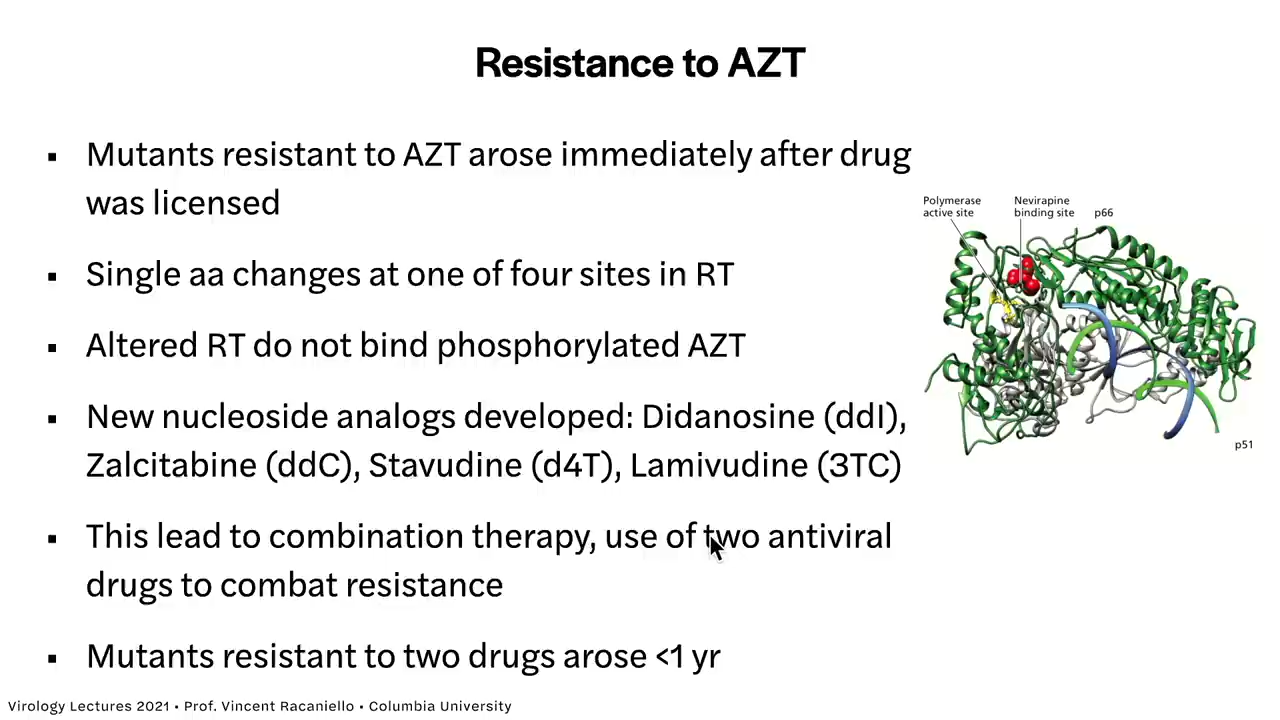 Resistance to AZT
▪ Mutants resistant to AZT arose immediately after drug
was licensed
▪ Single aa changes at one of four sites in RT
▪ Altered RT do not bind phosphorylated AZT
▪ New nucleoside analogs developed: Didanosine (ddI),
Zalcitabine (ddC), Stavudine (d4T), Lamivudine (3TC)
▪ This lead to combination therapy, use of two antiviral
drugs to combat resistance
▪ Mutants resistant to two drugs arose <1 yr
Polymerase
active site
Nevirapine
binding site
p66
p51
Virology Lectures 2021 • Prof. Vincent Racaniello • Columbia University